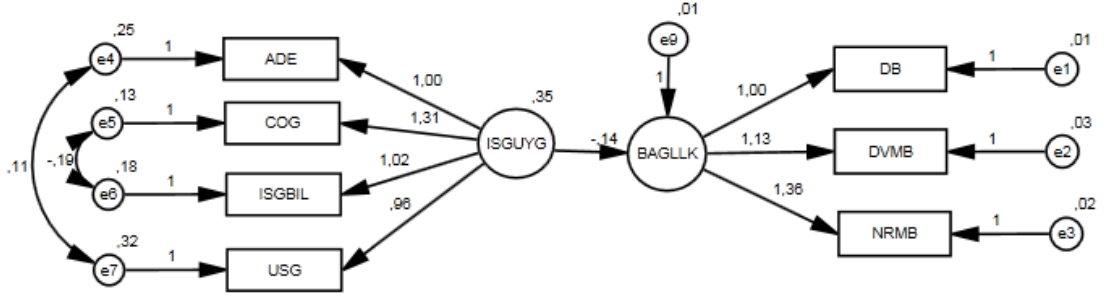 ,25
e4
1
ADE
,13
e5
1
COG
,18
e6
1
ISGBIL
,32
e7
1
USG
,11
-,19
1,00
1,31
1,02
,96
,35
ISGUYG
-,14
,01
e9
1
BAGLLK
1,00
1,13
1,36
DB
1
,01
e1
DVMB
1
,03
e2
NRMB
1
,02
e3